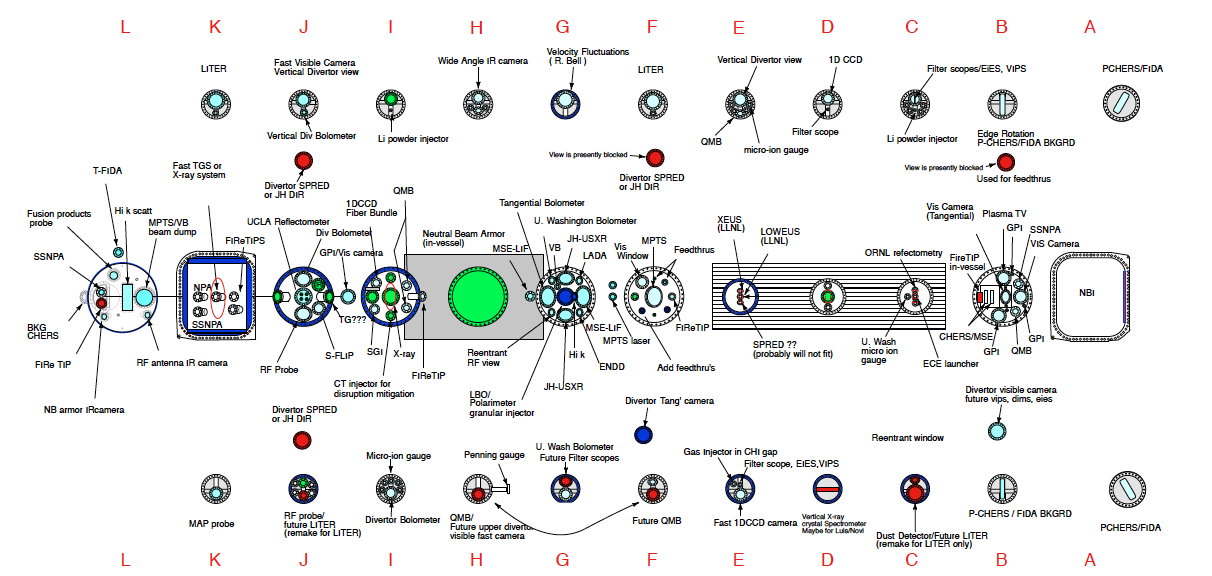 L K J I H G F E D C B A
LiTER
Fast Visible Camera
Vertical Divertor view
Wide Angle iR camera
Velocity Fluctuations
( R. Bell )
LiTER
Vertical Divertor view
1D CCD
Filter scopes/EiES, ViPS
PCHERS/FiDA
Vertical Div Bolometer
Li powder injector
QMB
micro-ion gauge
Filter scope
Li powder injector
Edge Rotation
P-CHERS/FiDA BKGRD
View is presently blocked
View is presently blocked
Divertor SPRED
or JH DiR
Divertor SPRED
or JH DiR
Used for feedthrus
T-FiDA
Fast TGS or
X-ray system
Fusion products
probe
Hi k scatt
MPTS/VB
beam dump
FiReTiPS
UCLA Reflectometer
Div Bolometer
1DCCD
Fiber Bundle
QMB
GPi/Vis camera
Neutral Beam Armor
(in-vessel)
Tangential Bolometer
U. Washington Bolometer
MSE-LiF
VB
JH-USXR
LADA
Vis
Window
MPTS
Feedthrus
XEUS
(LLNL)
LOWEUS
(LLNL)
ORNL refectometry
Vis Camera
(Tangential)
Plasma TV
GPi
SSNPA
ViS Camera
FireTiP
in-vessel
SSNPA
NPA
SSNPA
NBi
BKG
CHERS
FiRe TiP
RF antenna iR camera
NB armor iRcamera
RF Probe
S-FLiP
TG???
SGi
X-ray
FiReTiP
CT injector for
disruption mitigation
Reentrant
RF view
LBO/
Polarimeter
granular injector
JH-USXR
Hi k
ENDD
MSE-LiF
MPTS laser
FiReTiP
Add feedthru's
SPRED ??
(probably will not fit)
U. Wash
micro ion
gauge
ECE launcher
CHERS/MSE
GPi
QMB
GPi
Divertor SPRED
or JH DiR
Divertor Tang' camera
Divertor visible camera
future vips, dims, eies
Reentrant window
Micro-ion gauge
Penning gauge
U. Wash Bolometer
Future Filter scopes
Gas Injector in CHi gap
Filter scope, EiES,ViPS
MAP probe
RF probe/
future LiTER
(remake for LiTER)
Divertor Bolometer
QMB/
Future upper divertor
visible fast camera
Future QMB
Fast 1DCCD camera
Vertical X-ray
crystal Spectrometer
Maybe for Luis/Novi
Dust Detector/Future LiTER
(remake for LiTER only)
P-CHERS / FiDA BKGRD
PCHERS/FiDA
L K J I H G F E D C B A